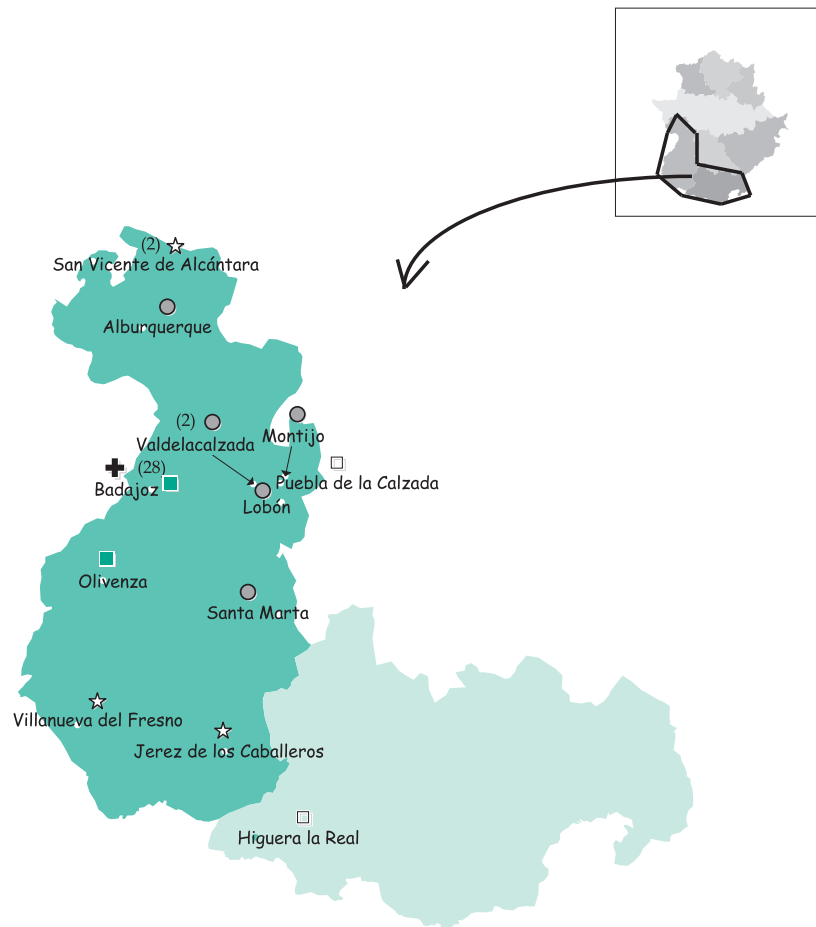 (2)
San Vicente de Alcántara
Alburquerque
(2)
Montijo
Valdelacalzada
(28)
Badajoz
Puebla de la Calzada
Lobón
Olivenza
Santa Marta
Villanueva del Fresno
Jerez de los Caballeros
Higuera la Real